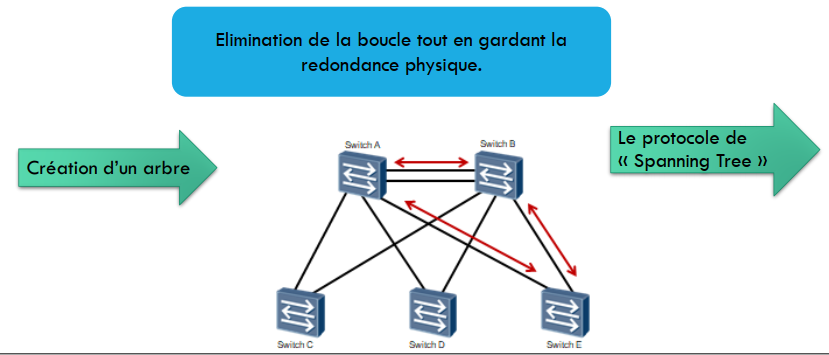 Elimination de la boucle tout en gardant la
redondance physique.
Création d'un arbre
Le protocole de
« Spanning Tree »
Switch A
Switch B
Switch C
Switch D
Switch E